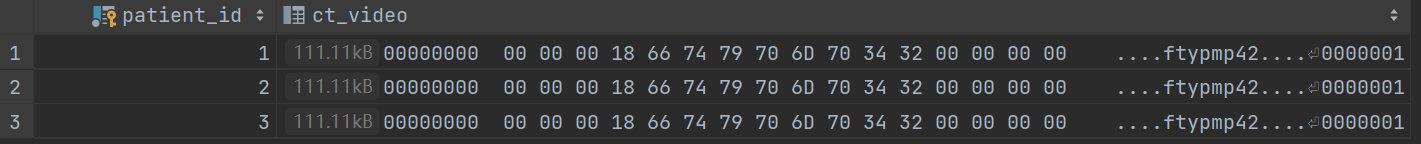 patient_id ct_video
1 1 111.11kB 00000000  00 00 00 18 66 74 79 70 6D 70 34 32 00 00 00 00    ....ftypmp42....⏎0000001
2 2 111.11kB 00000000  00 00 00 18 66 74 79 70 6D 70 34 32 00 00 00 00    ....ftypmp42....⏎0000001
3 3 111.11kB 00000000  00 00 00 18 66 74 79 70 6D 70 34 32 00 00 00 00    ....ftypmp42....⏎0000001